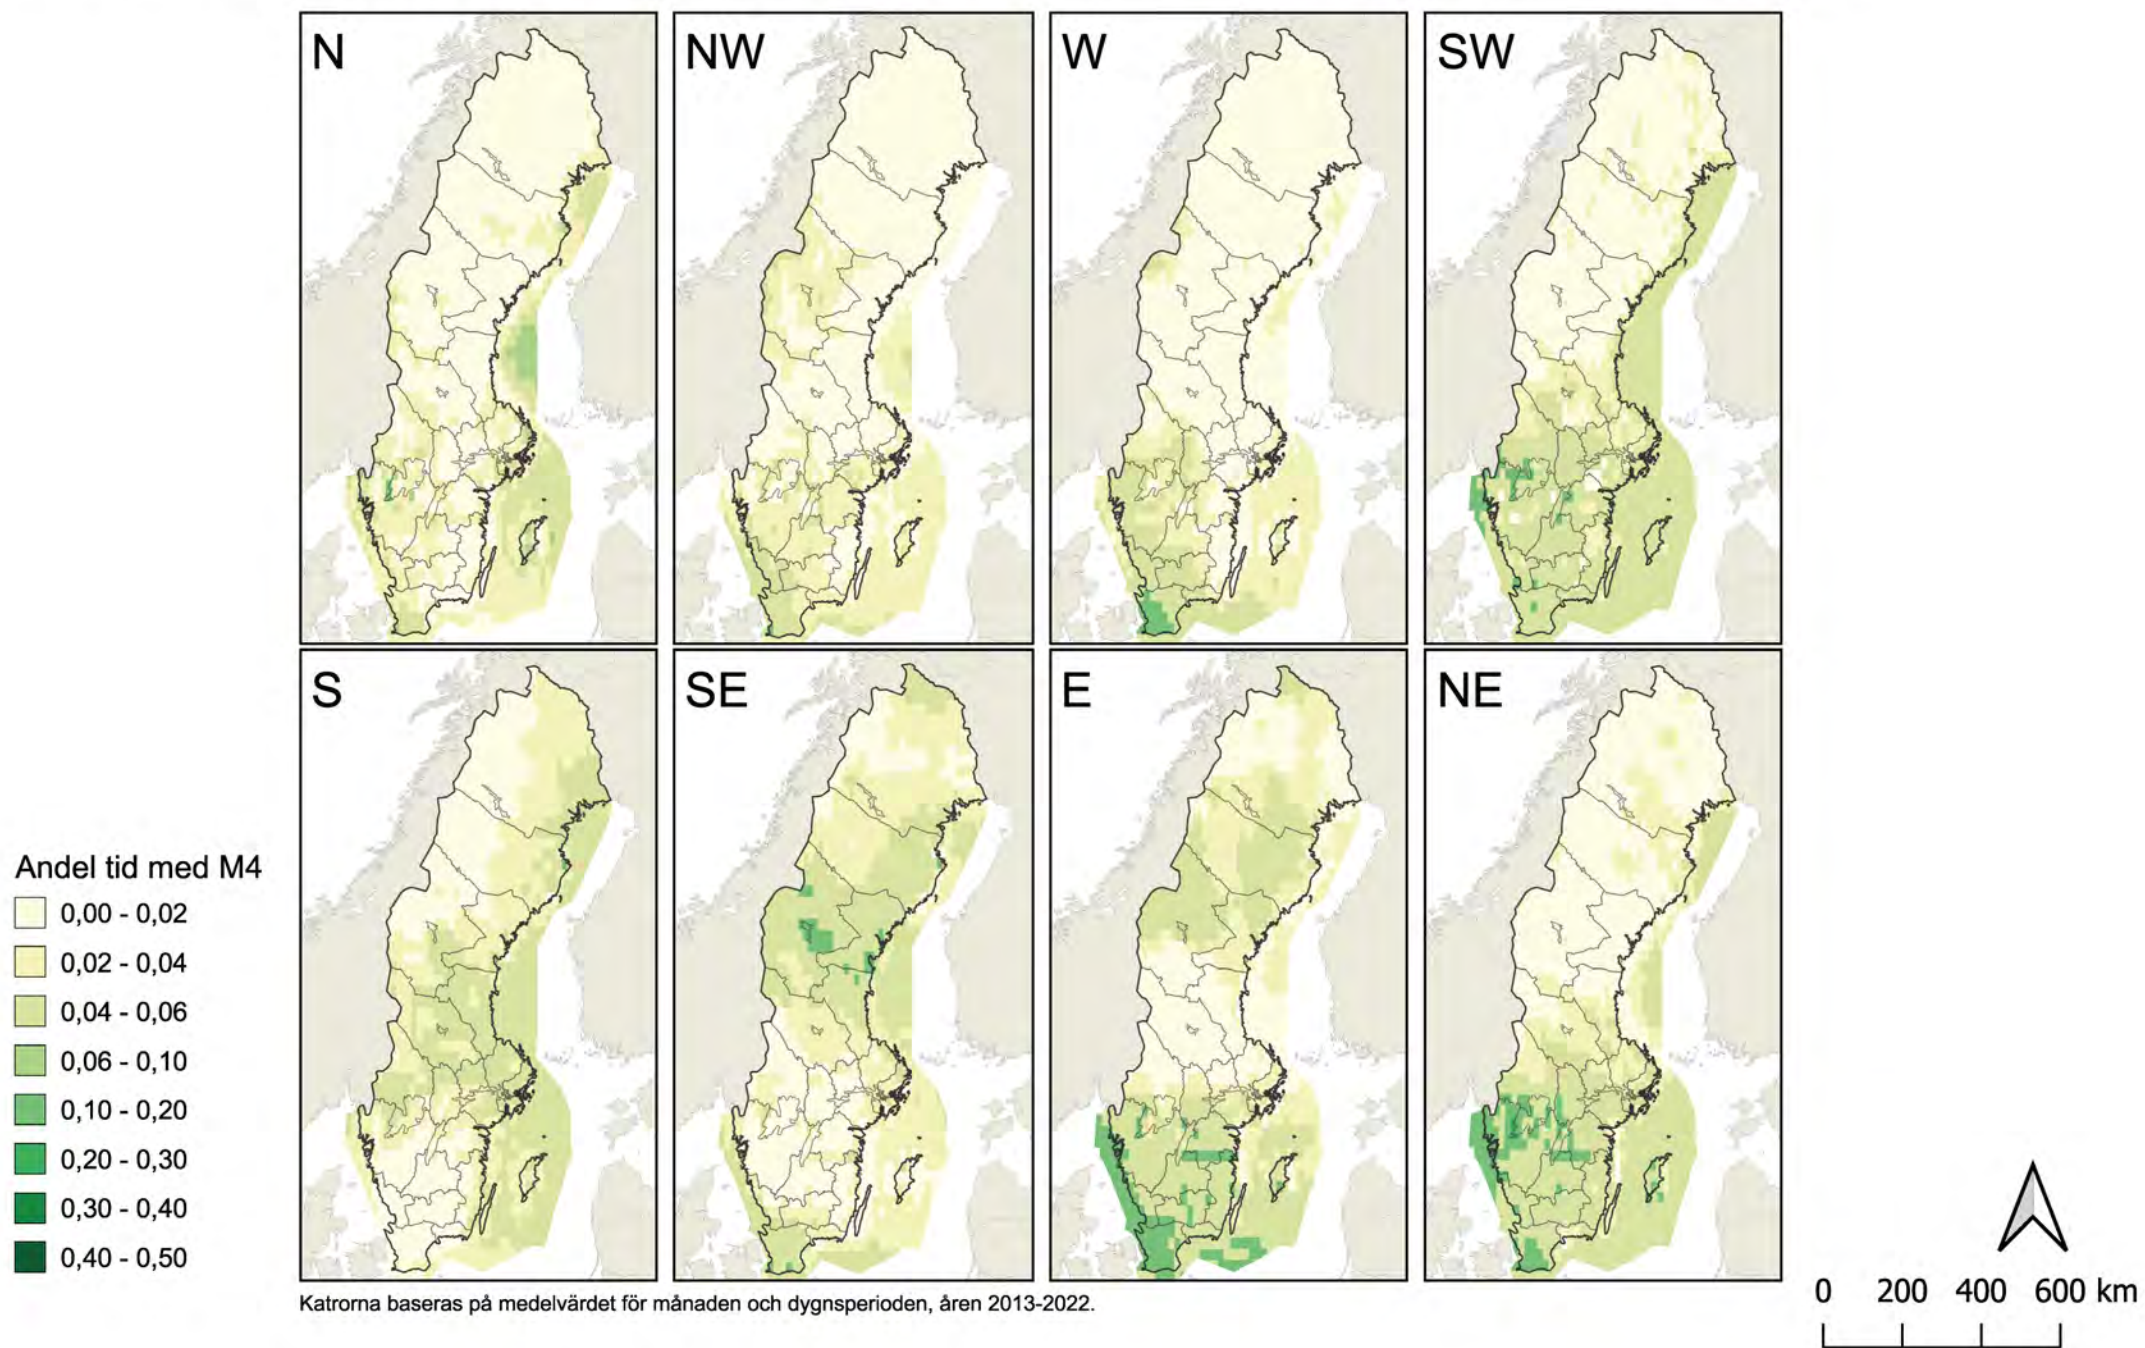 N
NW
W
SW
S
SE
E
NE
Andel tid med M4
0,00 - 0,02
0,02 - 0,04
0,04 - 0,06
0,06 - 0,10
0,10 - 0,20
0,20 - 0,30
0,30 - 0,40
0,40 - 0,50
Katrorna baseras på medelvärdet för månaden och dygnsperioden, åren 2013-2022.
0 200 400 600 km